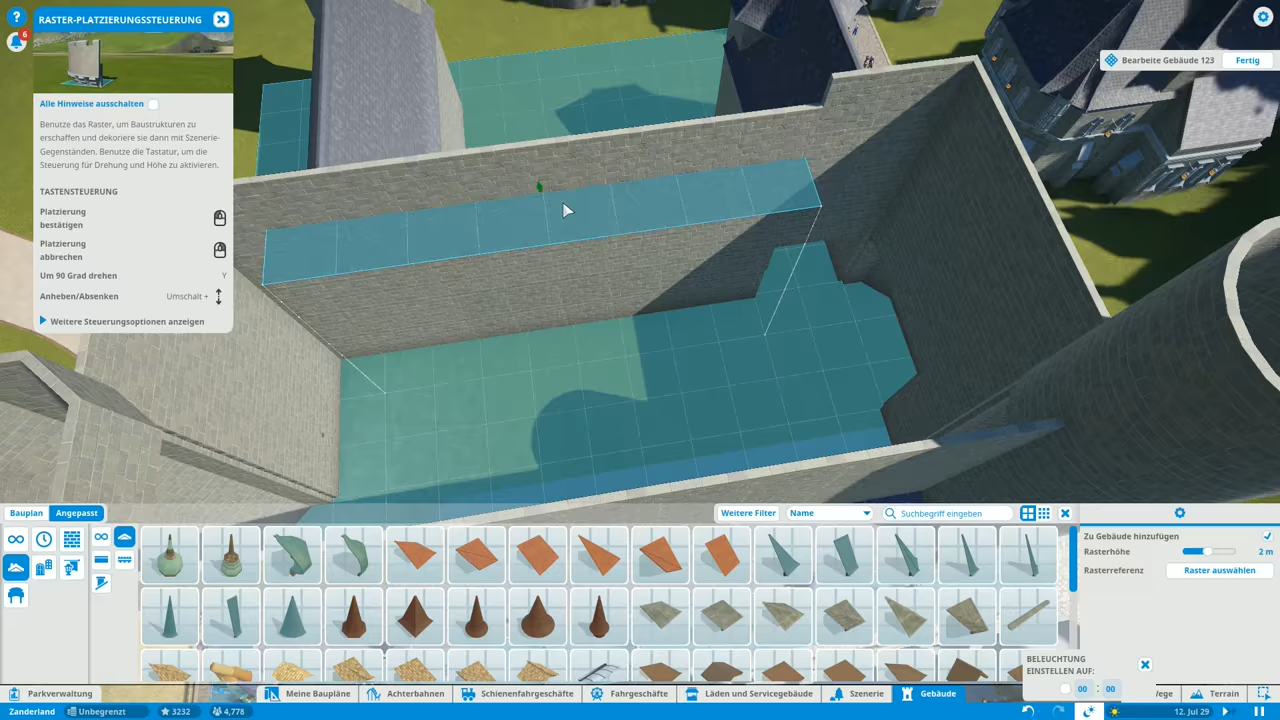 RASTER-PLATZIERUNGSSTEUERUNG
?
6
Alle Hinweise ausschalten
Benutze das Raster, um Baustrukturen zu
erschaffen und dekoriere sie dann mit Szenerie-
Gegenständen. Benutze die Tastatur, um die
Steuerung für Drehung und Höhe zu aktivieren.
TASTENSTEUERUNG
Platzierung
bestätigen
Platzierung
abbrechen
Um 90 Grad drehen Y
Anheben/Absenken Umschalt +
Weitere Steuerungsoptionen anzeigen
Bearbeite Gebäude 123 Fertig
Bauplan Angepasst Weitere Filter Name Suchbegriff eingeben
Zu Gebäude hinzufügen
Rasterhöhe 2 m
Rasterreferenz Raster auswählen
BELEUCHTUNG
EINSTELLEN AUF:
00 : 00
Parkverwaltung Meine Baupläne Achterbahnen Schienenfahrgeschäfte Fahrgeschäfte Läden und Servicegebäude Szenerie Gebäude Terrain
Zanderland Unbegrenzt 3232 4,778 12. Jul 29